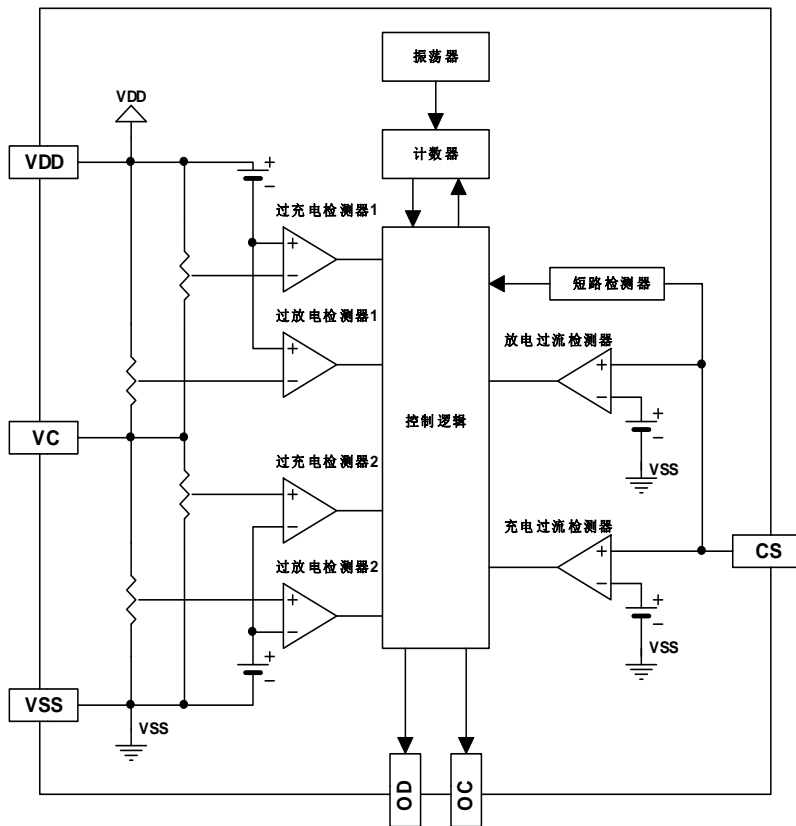 振荡器
VDD
计数器
VDD
+
−
过充电检测器1
+
−
短路检测器
过放电检测器1
放电过流检测器
+
−
+
−
+
−
控制逻辑
VC
VSS
过充电检测器2
+
−
充电过流检测器
+
−
CS
过放电检测器2
+
−
+
−
VSS
+
−
VSS
VSS
OD
OC